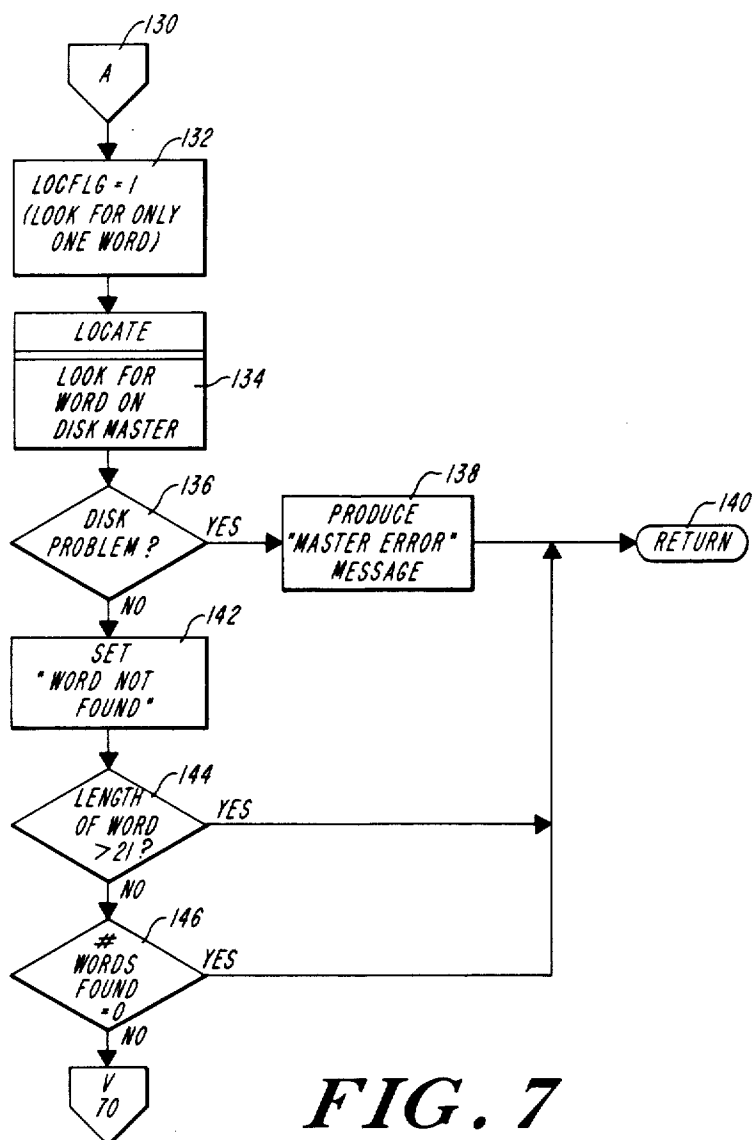 130
A
132
LOCFLG = 1
(LOOK FOR ONLY
ONE WORD)
LOCATE
LOOK FOR
WORD ON
DISK MASTER
134
136
DISK
PROBLEM ?
YES
NO
138
PRODUCE
"MASTER ERROR"
MESSAGE
140
RETURN
142
SET
"WORD NOT
FOUND"
144
LENGTH
OF WORD
>21 ?
YES
NO
146
#
WORDS
FOUND
=0
YES
NO
V
70
FIG. 7